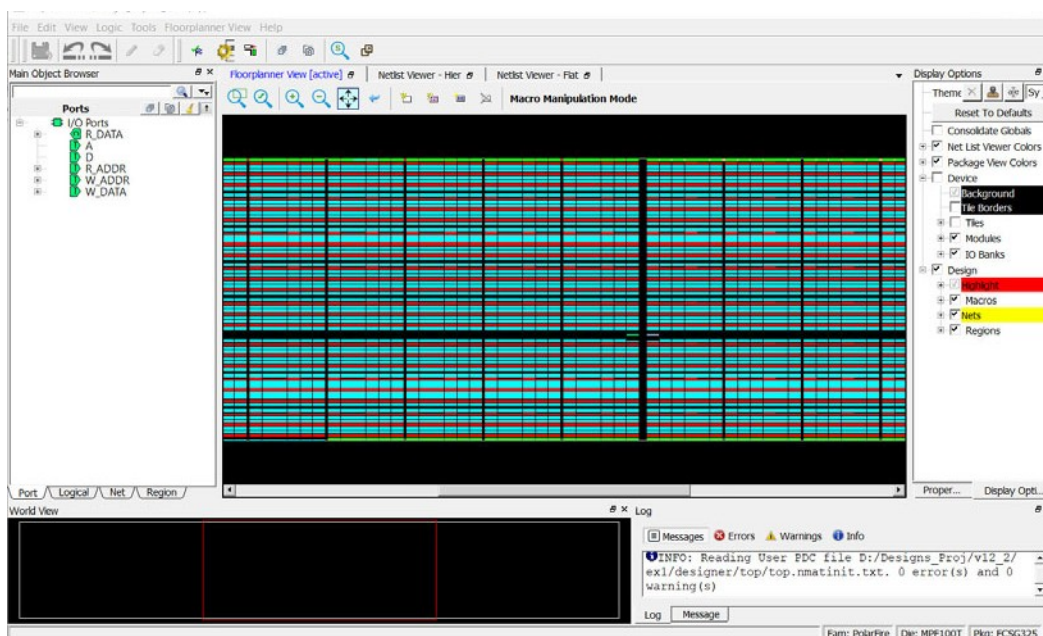 File Edit View Logic Tools Floorplanner View Help
Main Object Browser
Ports
I/O Ports
R_DATA
A
D
R_ADDR
W_ADDR
W_DATA
Port Logical Net Region
Floorplanner View [active] Netlist Viewer - Hier Netlist Viewer - Flat
Macro Manipulation Mode
Display Options
Theme Sy
Reset To Defaults
Consolidate Globals
Net List Viewer Colors
Package View Colors
Device
Background
Tile Borders
Tiles
Modules
IO Banks
Design
Highlight
Macros
Nets
Regions
Proper... Display Opti...
World View
Log
Messages Errors Warnings Info
INFO: Reading User PDC file D:/Designs_Proj/v12_2/
ex1/designer/top/top.nmatinit.txt. 0 error(s) and 0
warning(s)
Log Message
Fam: PolarFire Die: MPF100T Pkg: FCSG325